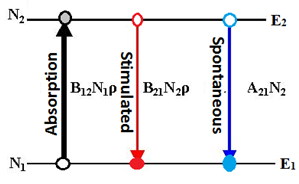 N₂ E₂
Absorption B₁₂N₁ρ Stimulated B₂₁N₂ρ Spontaneous A₂₁N₂
N₁ E₁